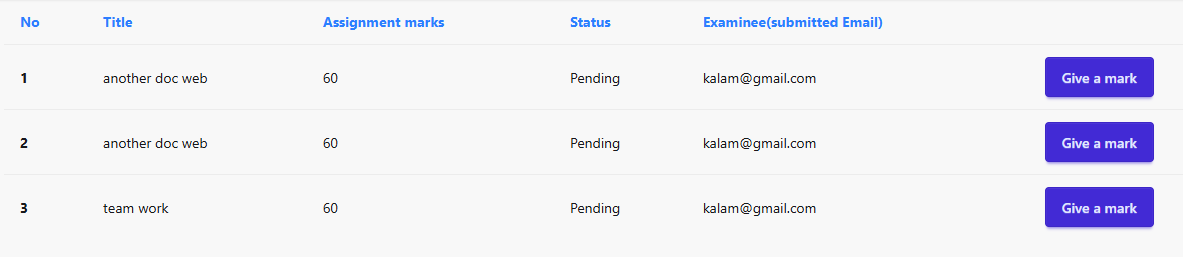 No Title Assignment marks Status Examinee(submitted Email)
1 another doc web 60 Pending kalam@gmail.com Give a mark
2 another doc web 60 Pending kalam@gmail.com Give a mark
3 team work 60 Pending kalam@gmail.com Give a mark